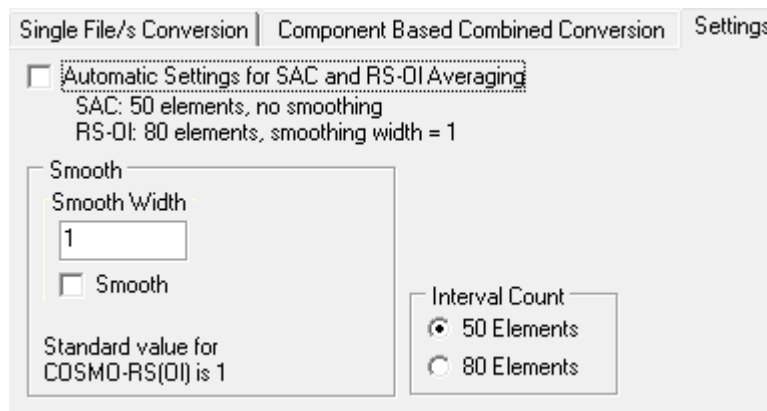 Single File/s Conversion Component Based Combined Conversion Settings
Automatic Settings for SAC and RS-OI Averaging
SAC: 50 elements, no smoothing
RS-OI: 80 elements, smoothing width = 1
Smooth
Smooth Width
1
Smooth
Standard value for
COSMO-RS(OI) is 1
Interval Count
50 Elements
80 Elements